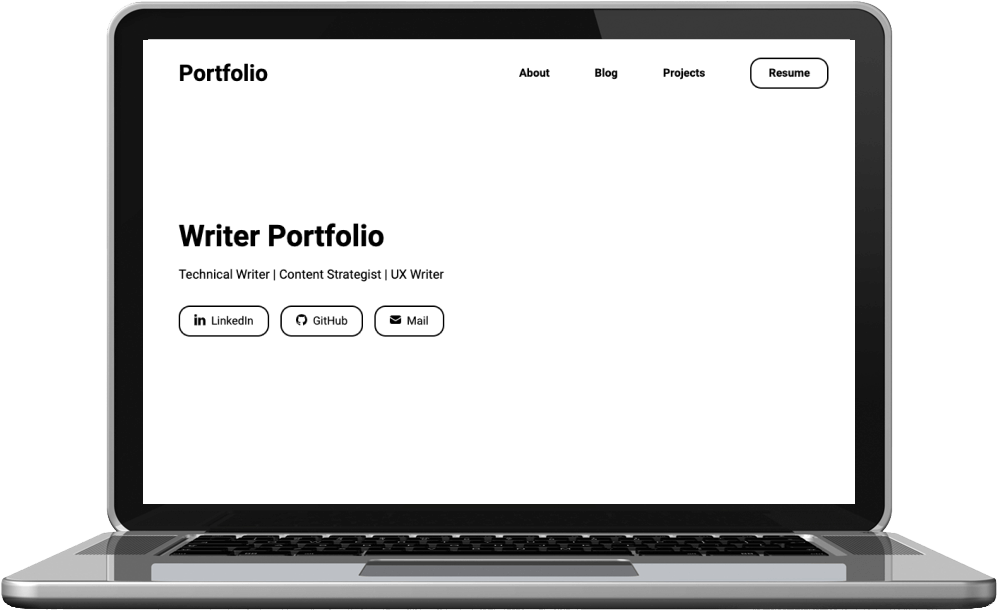 Portfolio About Blog Projects Resume
Writer Portfolio
Technical Writer | Content Strategist | UX Writer
LinkedIn GitHub Mail